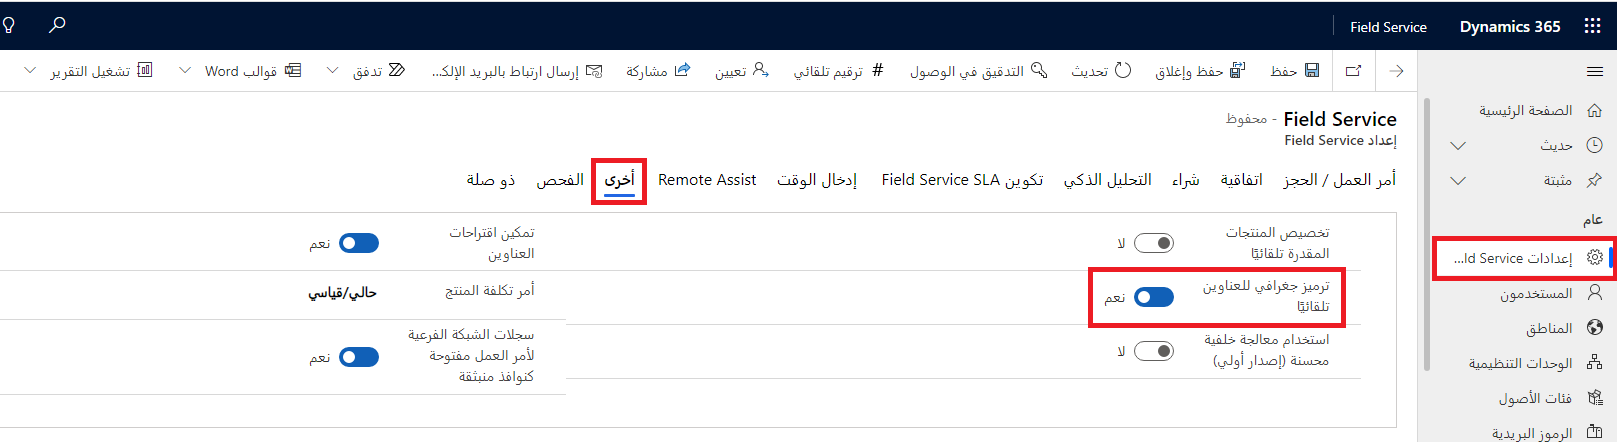 Dynamics 365
Field Service
حفظ
حفظ وإغلاق
تحديث
التدقيق في الوصول
ترقيم تلقائي
تعيين
مشاركة
إرسال ارتباط بالبريد الإلك...
تدفق
قوالب Word
تشغيل التقرير
الصفحة الرئيسية
حديث
مثبتة
عام
إعدادات ld Service...
المستخدمون
المناطق
الوحدات التنظيمية
فئات الأصول
الرموز البريدية
Field Service - محفوظ
إعداد Field Service
أمر العمل / الحجز
اتفاقية
شراء
التحليل الذكي
تكوين Field Service SLA
إدخال الوقت
Remote Assist
أخرى
الفحص
ذو صلة
تخصيص المنتجات
المقدرة تلقائيًا
لا
ترميز جغرافي للعناوين
تلقائيًا
نعم
استخدام معالجة خلفية
محسنة (إصدار أولي)
لا
تمكين اقتراحات
العناوين
نعم
أمر تكلفة المنتج
حالي/قياسي
سجلات الشبكة الفرعية
لأمر العمل مفتوحة
كنوافذ منبثقة
نعم